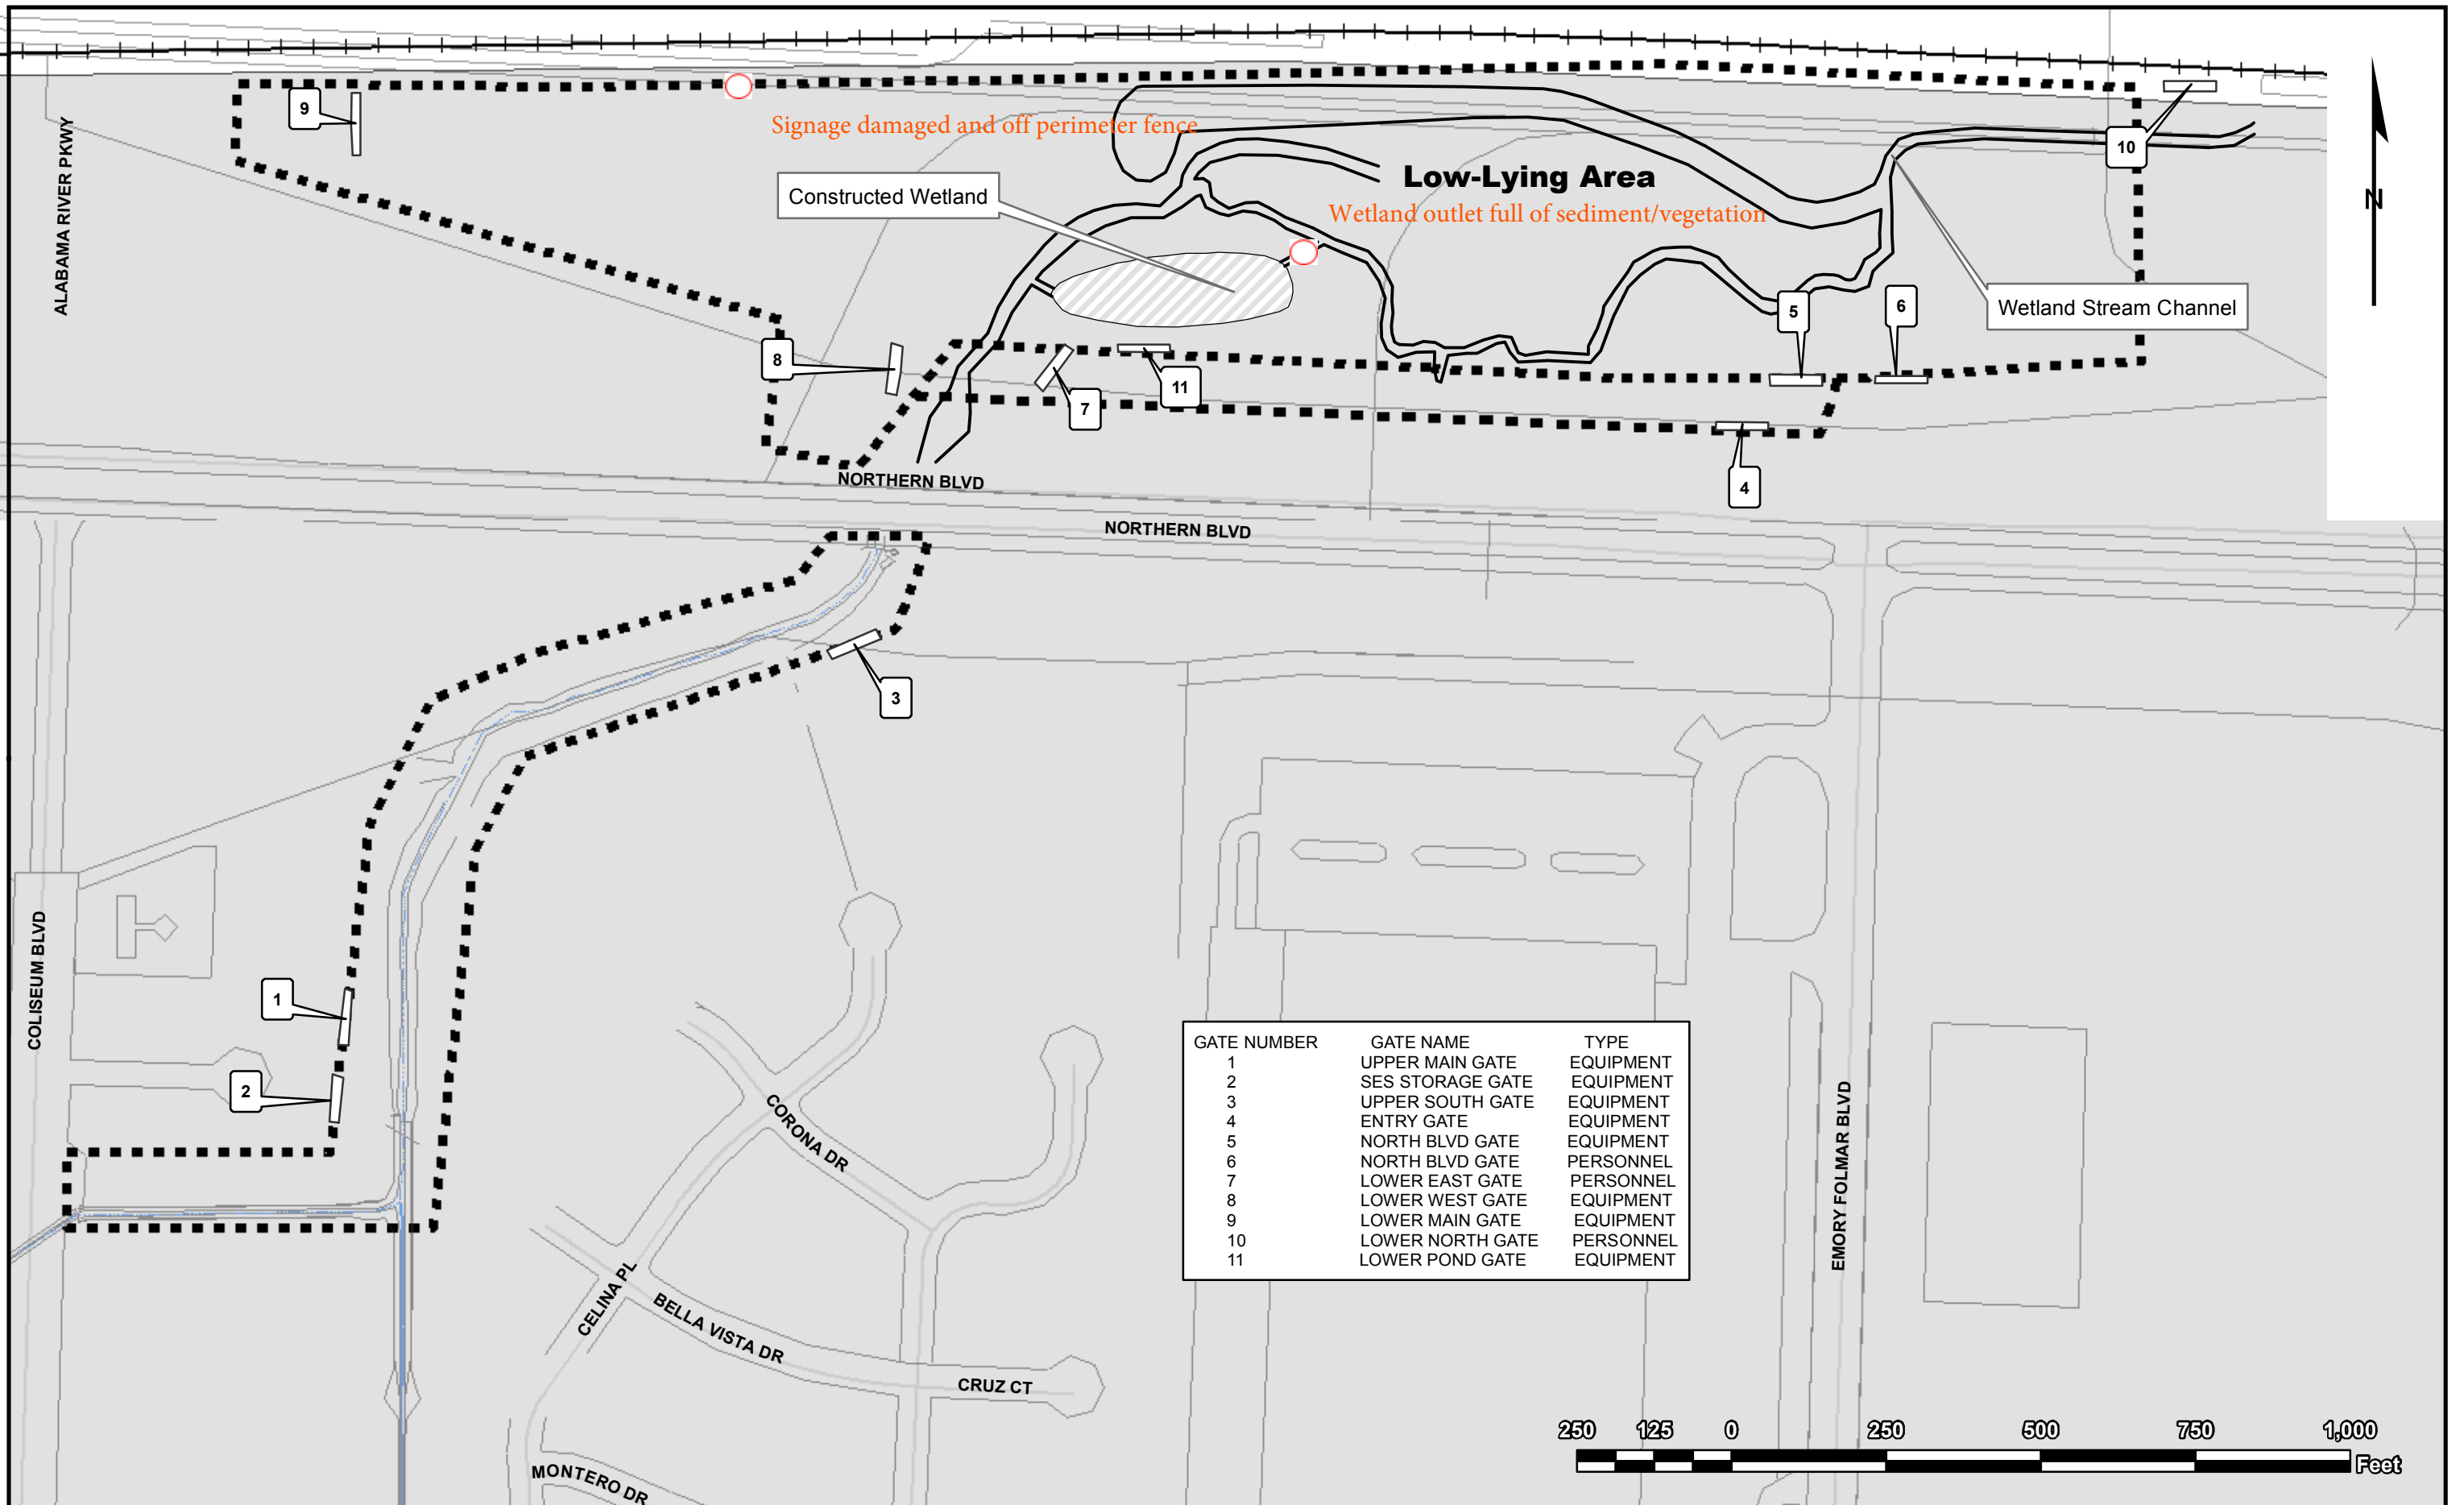 9
ALABAMA RIVER PKWY
Signage damaged and off perimeter fence
10
Low-Lying Area
Constructed Wetland
N
Wetland outlet full of sediment/vegetation
5
6
Wetland Stream Channel
8
11
7
NORTHERN BLVD
4
NORTHERN BLVD
3
COLISEUM BLVD
1
2
GATE NUMBER GATE NAME TYPE
1 UPPER MAIN GATE EQUIPMENT
2 SES STORAGE GATE EQUIPMENT
3 UPPER SOUTH GATE EQUIPMENT
4 ENTRY GATE EQUIPMENT
5 NORTH BLVD GATE EQUIPMENT
6 NORTH BLVD GATE PERSONNEL
7 LOWER EAST GATE PERSONNEL
8 LOWER WEST GATE EQUIPMENT
9 LOWER MAIN GATE EQUIPMENT
10 LOWER NORTH GATE PERSONNEL
11 LOWER POND GATE EQUIPMENT
CORONA DR
EMORY FOLMAR BLVD
CELINA PL
BELLA VISTA DR
CRUZ CT
MONTERO DR
250 125 0 250 500 750 1,000
Feet